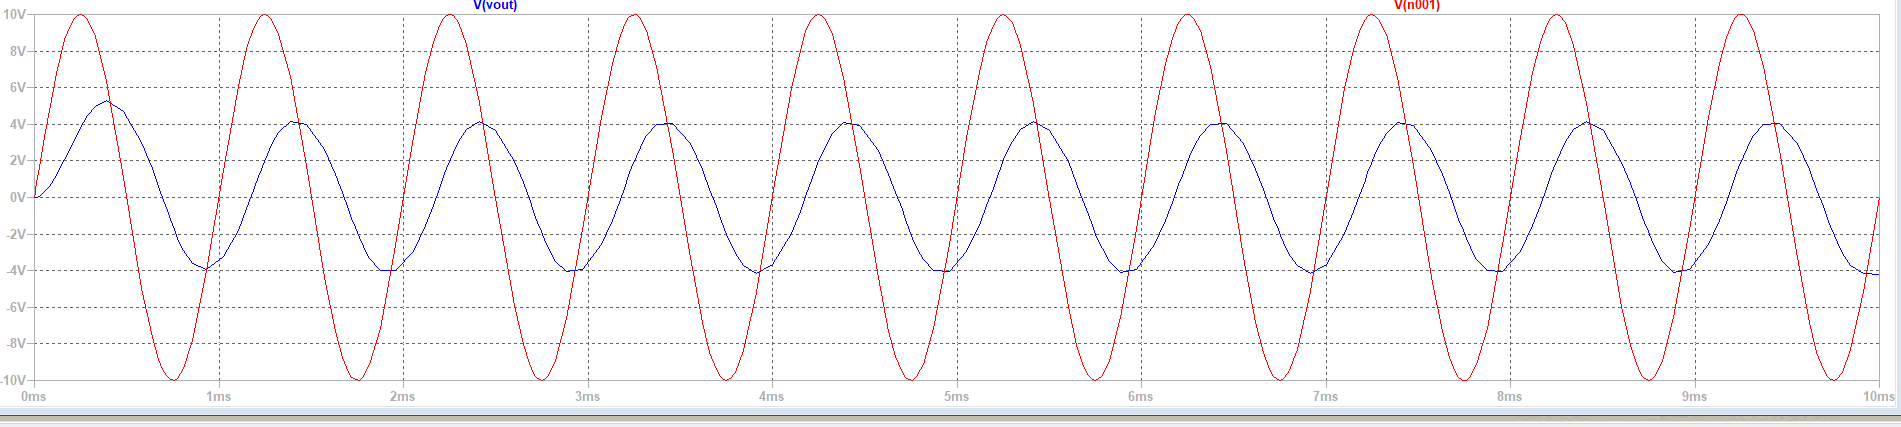 V(vout) V(n001)
10V
8V
6V
4V
2V
0V
-2V
-4V
-6V
-8V
-10V
0ms 1ms 2ms 3ms 4ms 5ms 6ms 7ms 8ms 9ms 10ms